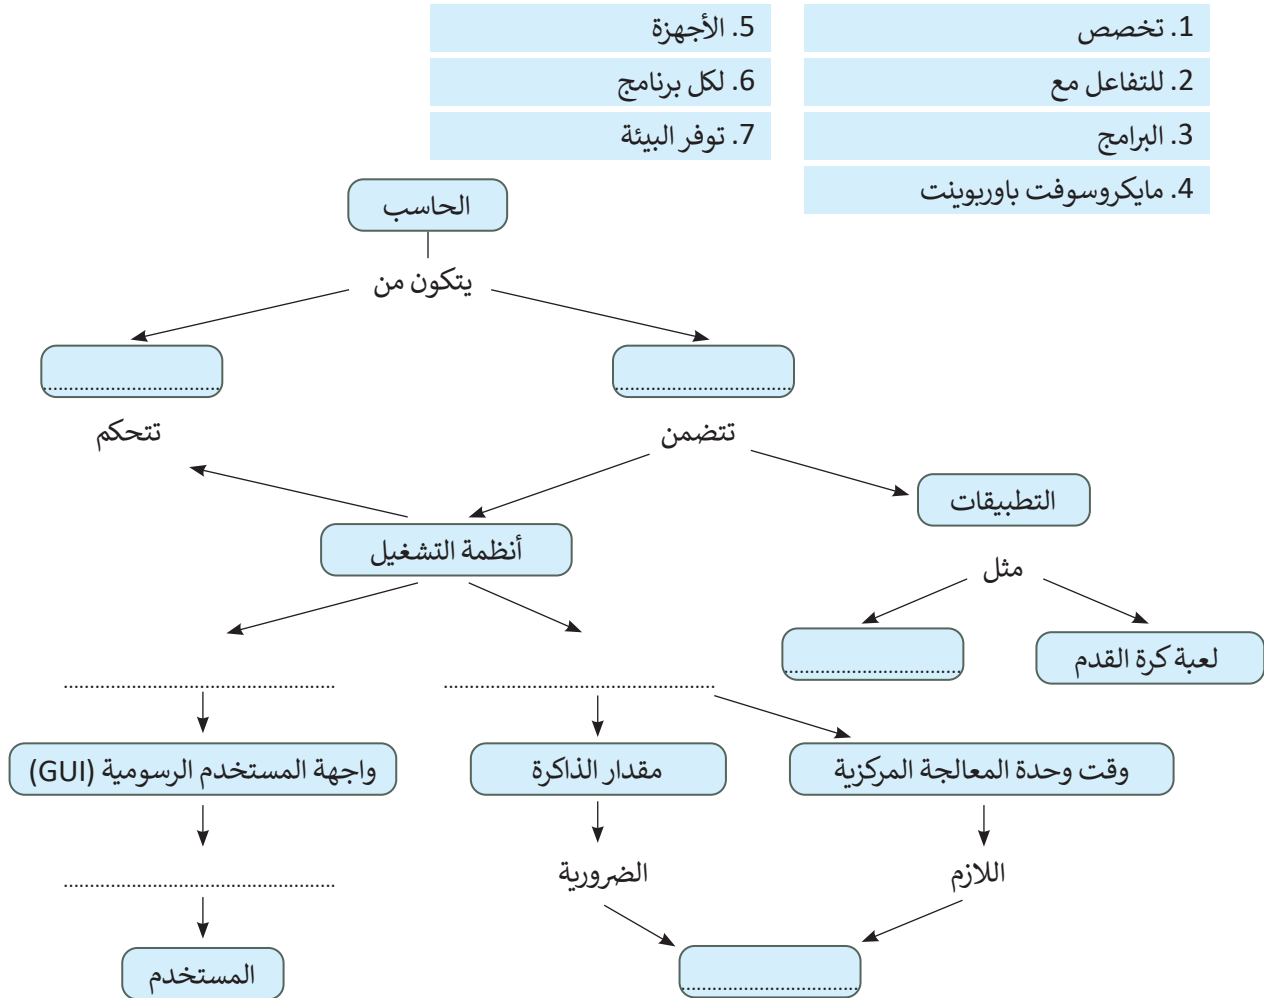 1. تخصص
2. للتفاعل مع
3. البرامج
4. مايكروسوفت باوربوينت
5. الأجهزة
6. لكل برنامج
7. توفر البيئة
الحاسب
يتكون من
................................
................................
تتضمن
تتحكم
التطبيقات
أنظمة التشغيل
مثل
لعبة كرة القدم
................................
................................
................................
وقت وحدة المعالجة المركزية
مقدار الذاكرة
واجهة المستخدم الرسومية (GUI)
اللازم
الضرورية
................................
................................
المستخدم